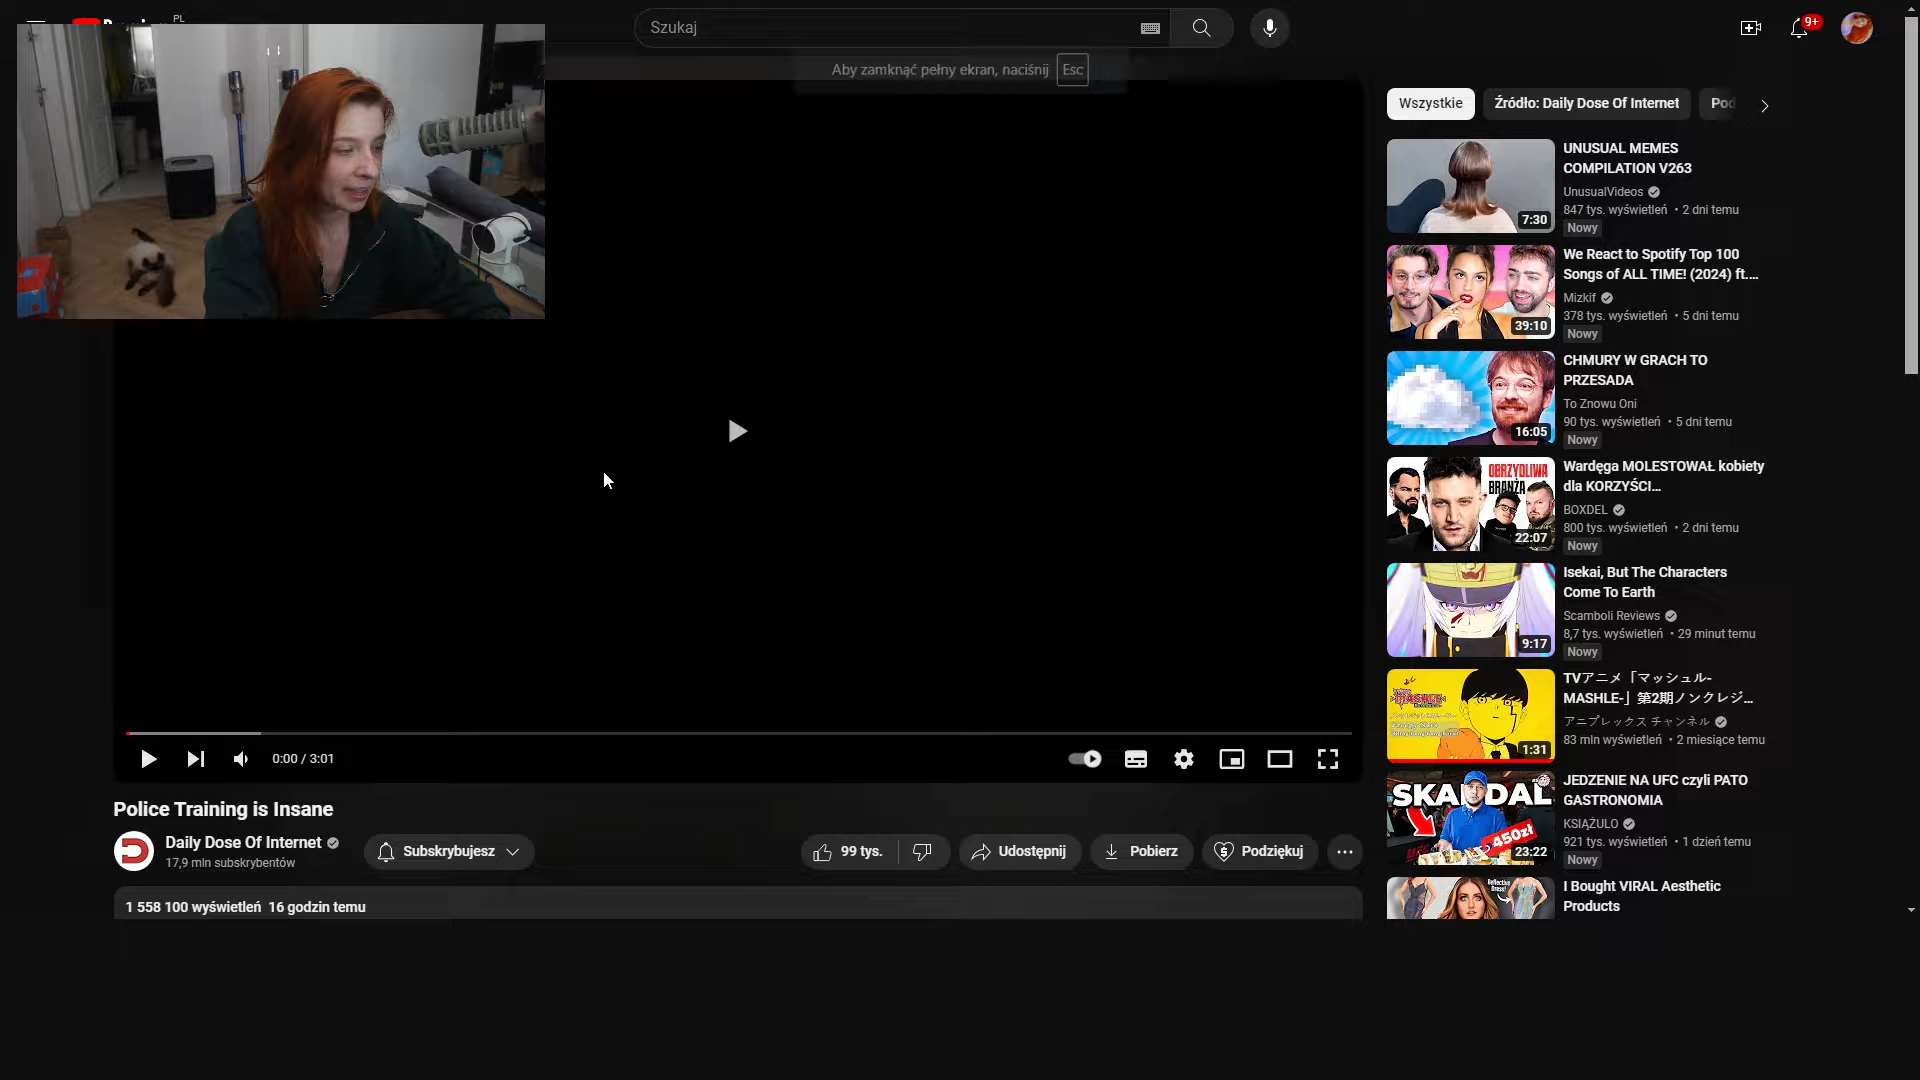 PL
Szukaj
9+
Aby zamknąć pełny ekran, naciśnij Esc
Wszystkie
Źródło: Daily Dose Of Internet
Pod
UNUSUAL MEMES
COMPILATION V263
UnusualVideos
847 tys. wyświetleń • 2 dni temu
Nowy
7:30
We React to Spotify Top 100
Songs of ALL TIME! (2024) ft....
Mizkif
378 tys. wyświetleń • 5 dni temu
Nowy
39:10
CHMURY W GRACH TO
PRZESADA
To Znowu Oni
90 tys. wyświetleń • 5 dni temu
Nowy
16:05
OBRZYDLIWA
BRANŻA
Wardęga MOLESTOWAŁ kobiety
dla KORZYŚCI...
BOXDEL
800 tys. wyświetleń • 2 dni temu
Nowy
22:07
Isekai, But The Characters
Come To Earth
Scamboli Reviews
8,7 tys. wyświetleń • 29 minut temu
Nowy
9:17
TVアニメ「マッシュル-
MASHLE-」第2期ノンクレジ...
アニプレックス チャンネル
83 mln wyświetleń • 2 miesiące temu
MASHLE
1:31
JEDZENIE NA UFC czyli PATO
GASTRONOMIA
KSIĄŻULO
921 tys. wyświetleń • 1 dzień temu
Nowy
SKANDAL
450zł
23:22
I Bought VIRAL Aesthetic
Products
0:00 / 3:01
Police Training is Insane
Daily Dose Of Internet
17,9 mln subskrybentów
Subskrybujesz
99 tys.
Udostępnij
Pobierz
Podziękuj
1 558 100 wyświetleń 16 godzin temu